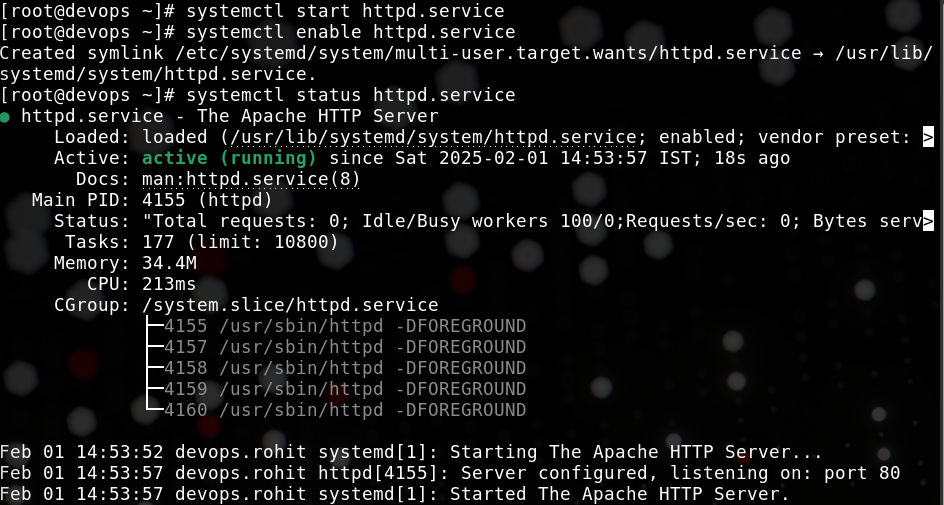 [root@devops ~]# systemctl start httpd.service
[root@devops ~]# systemctl enable httpd.service
Created symlink /etc/systemd/system/multi-user.target.wants/httpd.service → /usr/lib/
systemd/system/httpd.service.
[root@devops ~]# systemctl status httpd.service
● httpd.service - The Apache HTTP Server
     Loaded: loaded (/usr/lib/systemd/system/httpd.service; enabled; vendor preset: >
     Active: active (running) since Sat 2025-02-01 14:53:57 IST; 18s ago
       Docs: man:httpd.service(8)
   Main PID: 4155 (httpd)
     Status: "Total requests: 0; Idle/Busy workers 100/0;Requests/sec: 0; Bytes serv>
      Tasks: 177 (limit: 10800)
     Memory: 34.4M
        CPU: 213ms
     CGroup: /system.slice/httpd.service
             ├─4155 /usr/sbin/httpd -DFOREGROUND
             ├─4157 /usr/sbin/httpd -DFOREGROUND
             ├─4158 /usr/sbin/httpd -DFOREGROUND
             ├─4159 /usr/sbin/httpd -DFOREGROUND
             └─4160 /usr/sbin/httpd -DFOREGROUND

Feb 01 14:53:52 devops.rohit systemd[1]: Starting The Apache HTTP Server...
Feb 01 14:53:57 devops.rohit httpd[4155]: Server configured, listening on: port 80
Feb 01 14:53:57 devops.rohit systemd[1]: Started The Apache HTTP Server.